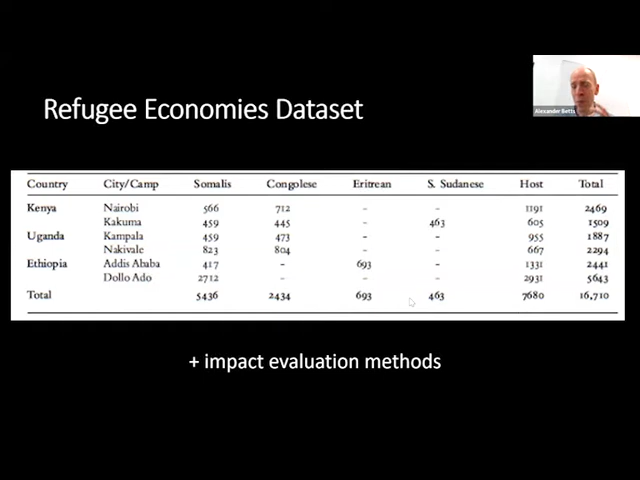 Alexander Betts
Refugee Economies Dataset
Country City/Camp Somalis Congolese Eritrean S. Sudanese Host Total
Kenya Nairobi 566 712 – – 1191 2469
Kakuma 459 445 – 463 605 1509
Uganda Kampala 459 473 – – 955 1887
Nakivale 823 804 – – 667 2294
Ethiopia Addis Ababa 417 – 693 – 1331 2441
Dollo Ado 2712 – – – 2931 5643
Total 5436 2434 693 463 7680 16,710
+ impact evaluation methods